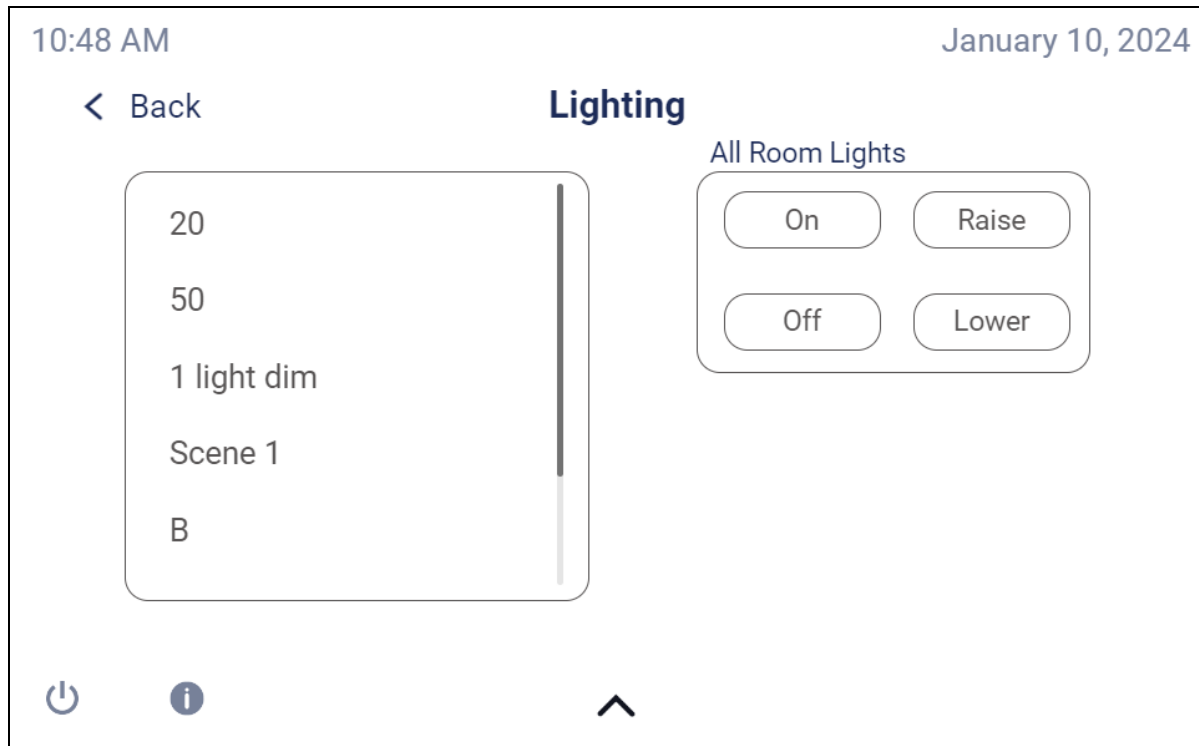 10:48 AM
January 10, 2024
Back
Lighting
All Room Lights
20
50
1 light dim
Scene 1
B
On
Raise
Off
Lower
i